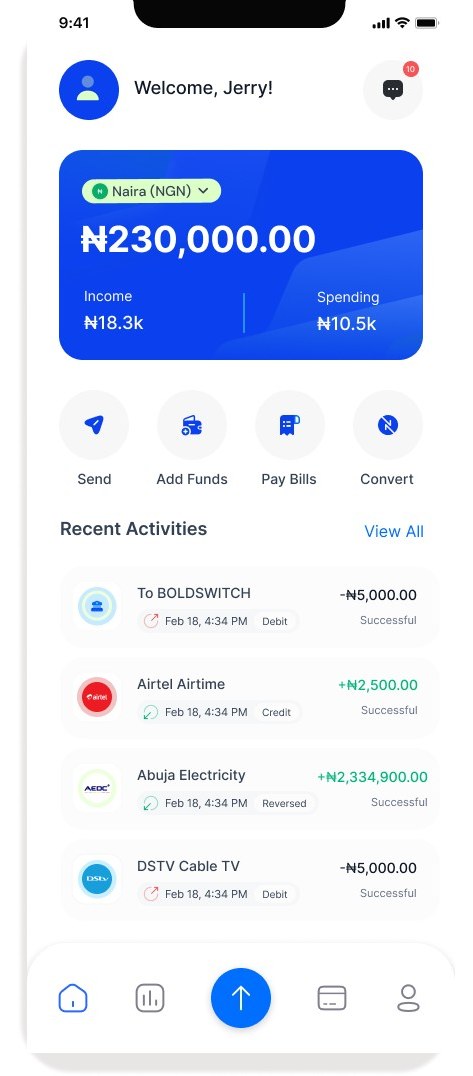 9:41
Welcome, Jerry!
10
Naira (NGN)
₦230,000.00
Income
Spending
₦18.3k
₦10.5k
Send
Add Funds
Pay Bills
Convert
Recent Activities
View All
To BOLDSWITCH
-₦5,000.00
Feb 18, 4:34 PM
Debit
Successful
airtel
Airtel Airtime
+₦2,500.00
Feb 18, 4:34 PM
Credit
Successful
AEDC
Abuja Electricity
+₦2,334,900.00
Feb 18, 4:34 PM
Reversed
Successful
DStv
DSTV Cable TV
-₦5,000.00
Feb 18, 4:34 PM
Debit
Successful